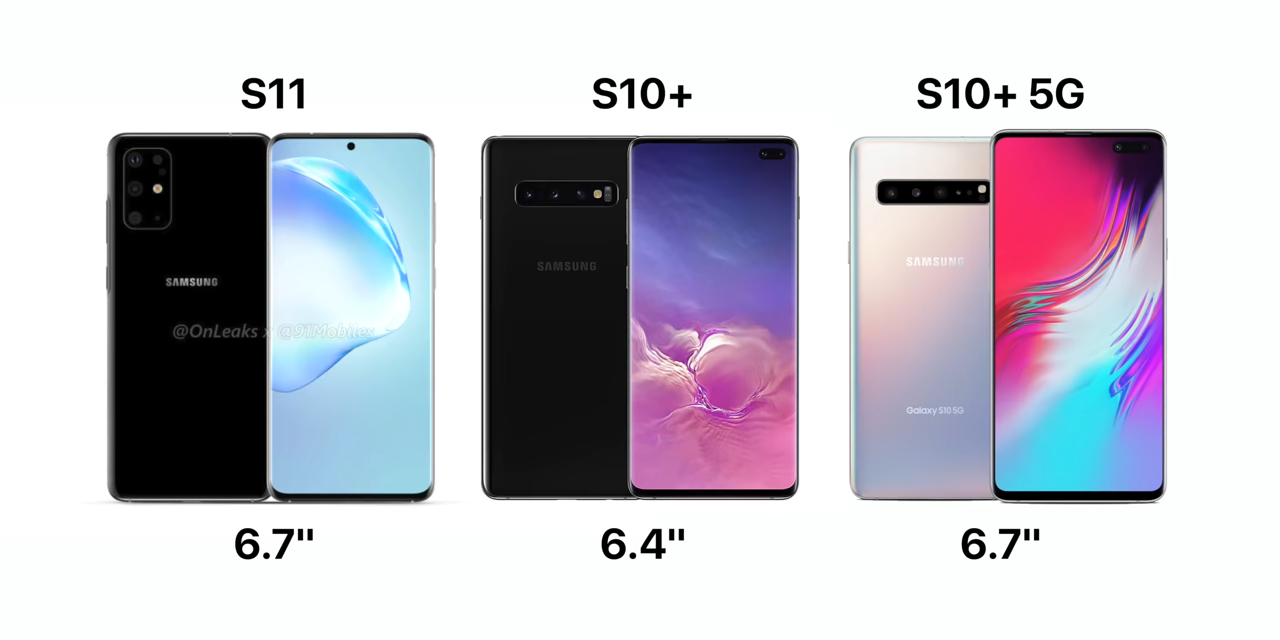 S11
S10+
S10+ 5G
SAMSUNG
@OnLeaks x @91Mobiles
SAMSUNG
SAMSUNG
Galaxy S10 5G
6.7"
6.4"
6.7"